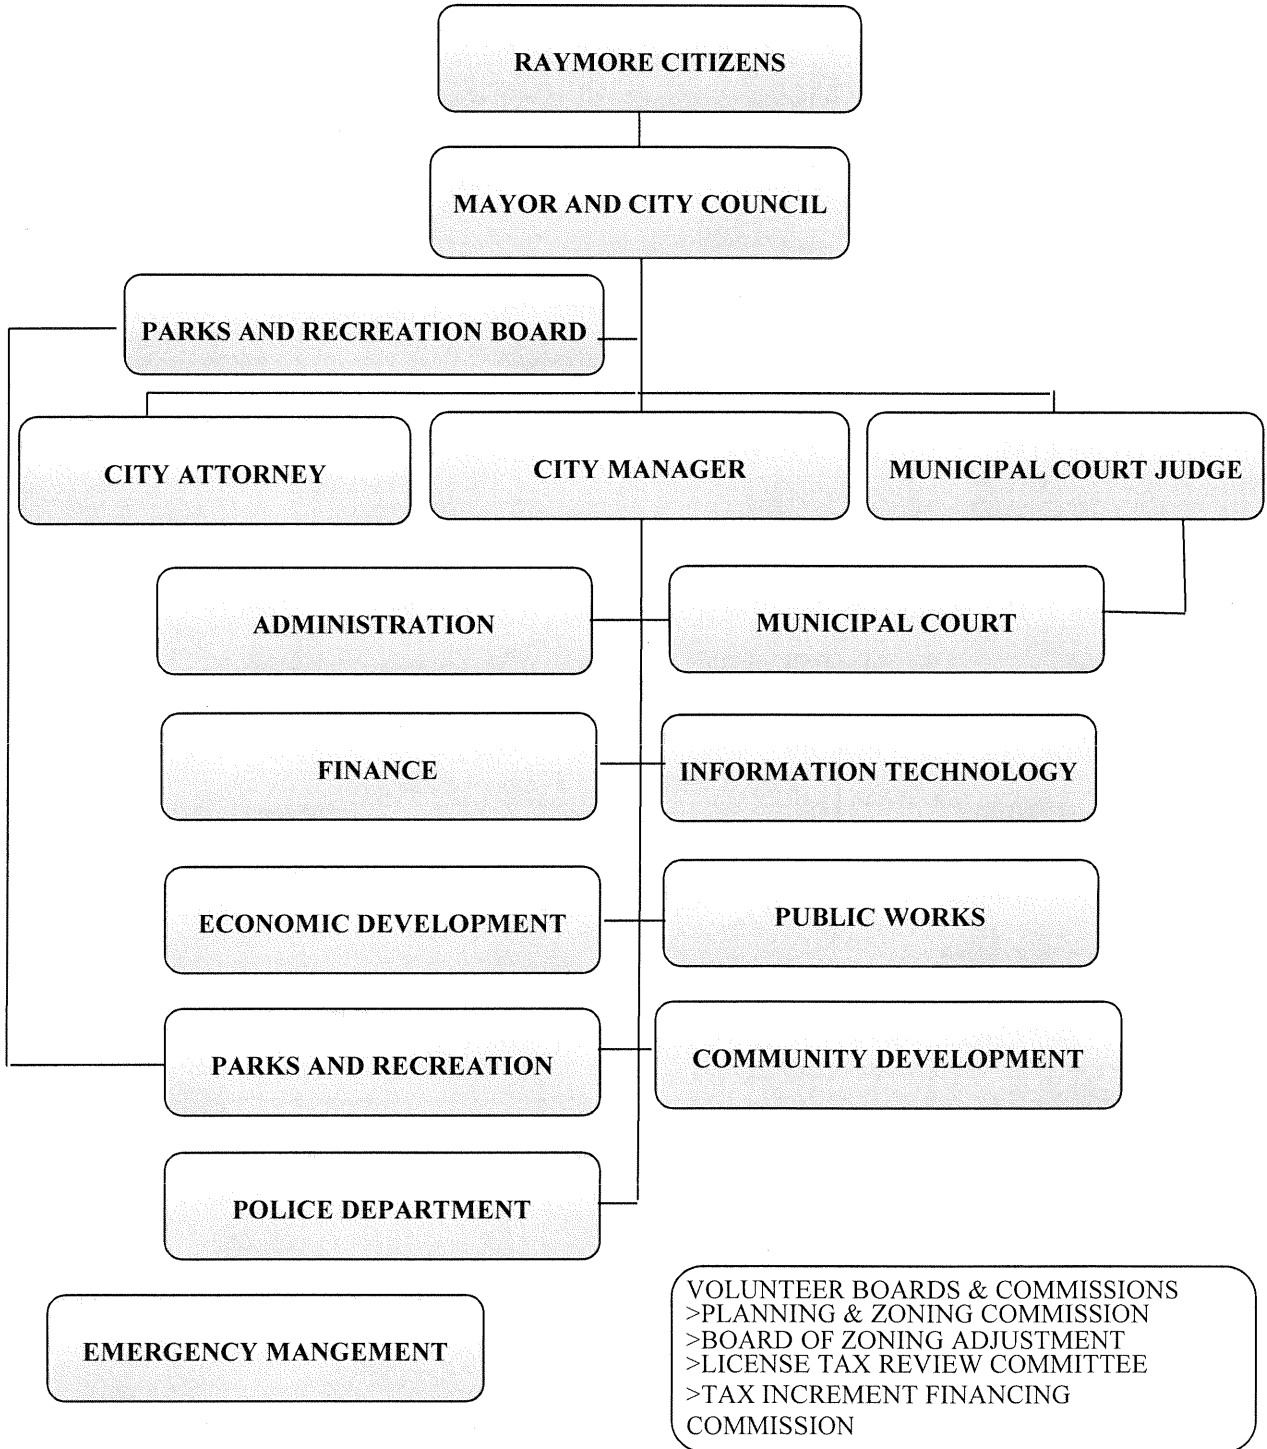 RAYMORE CITIZENS
MAYOR AND CITY COUNCIL
PARKS AND RECREATION BOARD
CITY ATTORNEY
CITY MANAGER
MUNICIPAL COURT JUDGE
ADMINISTRATION
MUNICIPAL COURT
FINANCE
INFORMATION TECHNOLOGY
ECONOMIC DEVELOPMENT
PUBLIC WORKS
PARKS AND RECREATION
COMMUNITY DEVELOPMENT
POLICE DEPARTMENT
EMERGENCY MANGEMENT
VOLUNTEER BOARDS & COMMISSIONS
>PLANNING & ZONING COMMISSION
>BOARD OF ZONING ADJUSTMENT
>LICENSE TAX REVIEW COMMITTEE
>TAX INCREMENT FINANCING
COMMISSION